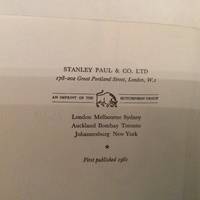 STANLEY PAUL & CO. LTD
178-202 Great Portland Street, London, W.1
AN IMPRINT OF THE HUTCHINSON GROUP
London Melbourne Sydney
Auckland Bombay Toronto
Johannesburg New York
First published 1961